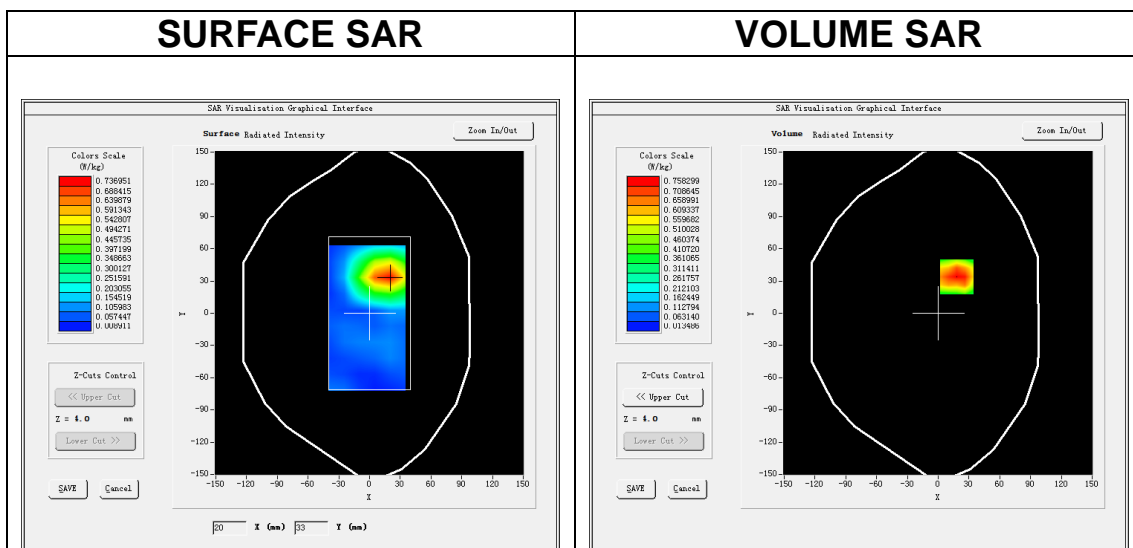 SURFACE SAR
VOLUME SAR
SAR Visualisation Graphical Interface
Surface Radiated Intensity
Zoom In/Out
Colors Scale
(W/kg)
0.736951
0.688415
0.639879
0.591343
0.542807
0.494271
0.445735
0.397199
0.348663
0.300127
0.251591
0.203055
0.154519
0.105983
0.057447
0.008911
150
120
90
60
30
0
-30
-60
-90
-120
-150
Y
-150 -120 -90 -60 -30 0 30 60 90 120 150
X
Z-Cuts Control
<< Upper Cut
Z = 4.0 mm
Lower Cut >>
SAVE Cancel
20 X (mm) 33 Y (mm)
SAR Visualisation Graphical Interface
Volume Radiated Intensity
Zoom In/Out
Colors Scale
(W/kg)
0.758299
0.708645
0.658991
0.609337
0.559682
0.510028
0.460374
0.410720
0.361065
0.311411
0.261757
0.212103
0.162449
0.112794
0.063140
0.013486
150
120
90
60
30
0
-30
-60
-90
-120
-150
Y
-150 -120 -90 -60 -30 0 30 60 90 120 150
X
Z-Cuts Control
<< Upper Cut
Z = 4.0 mm
Lower Cut >>
SAVE Cancel